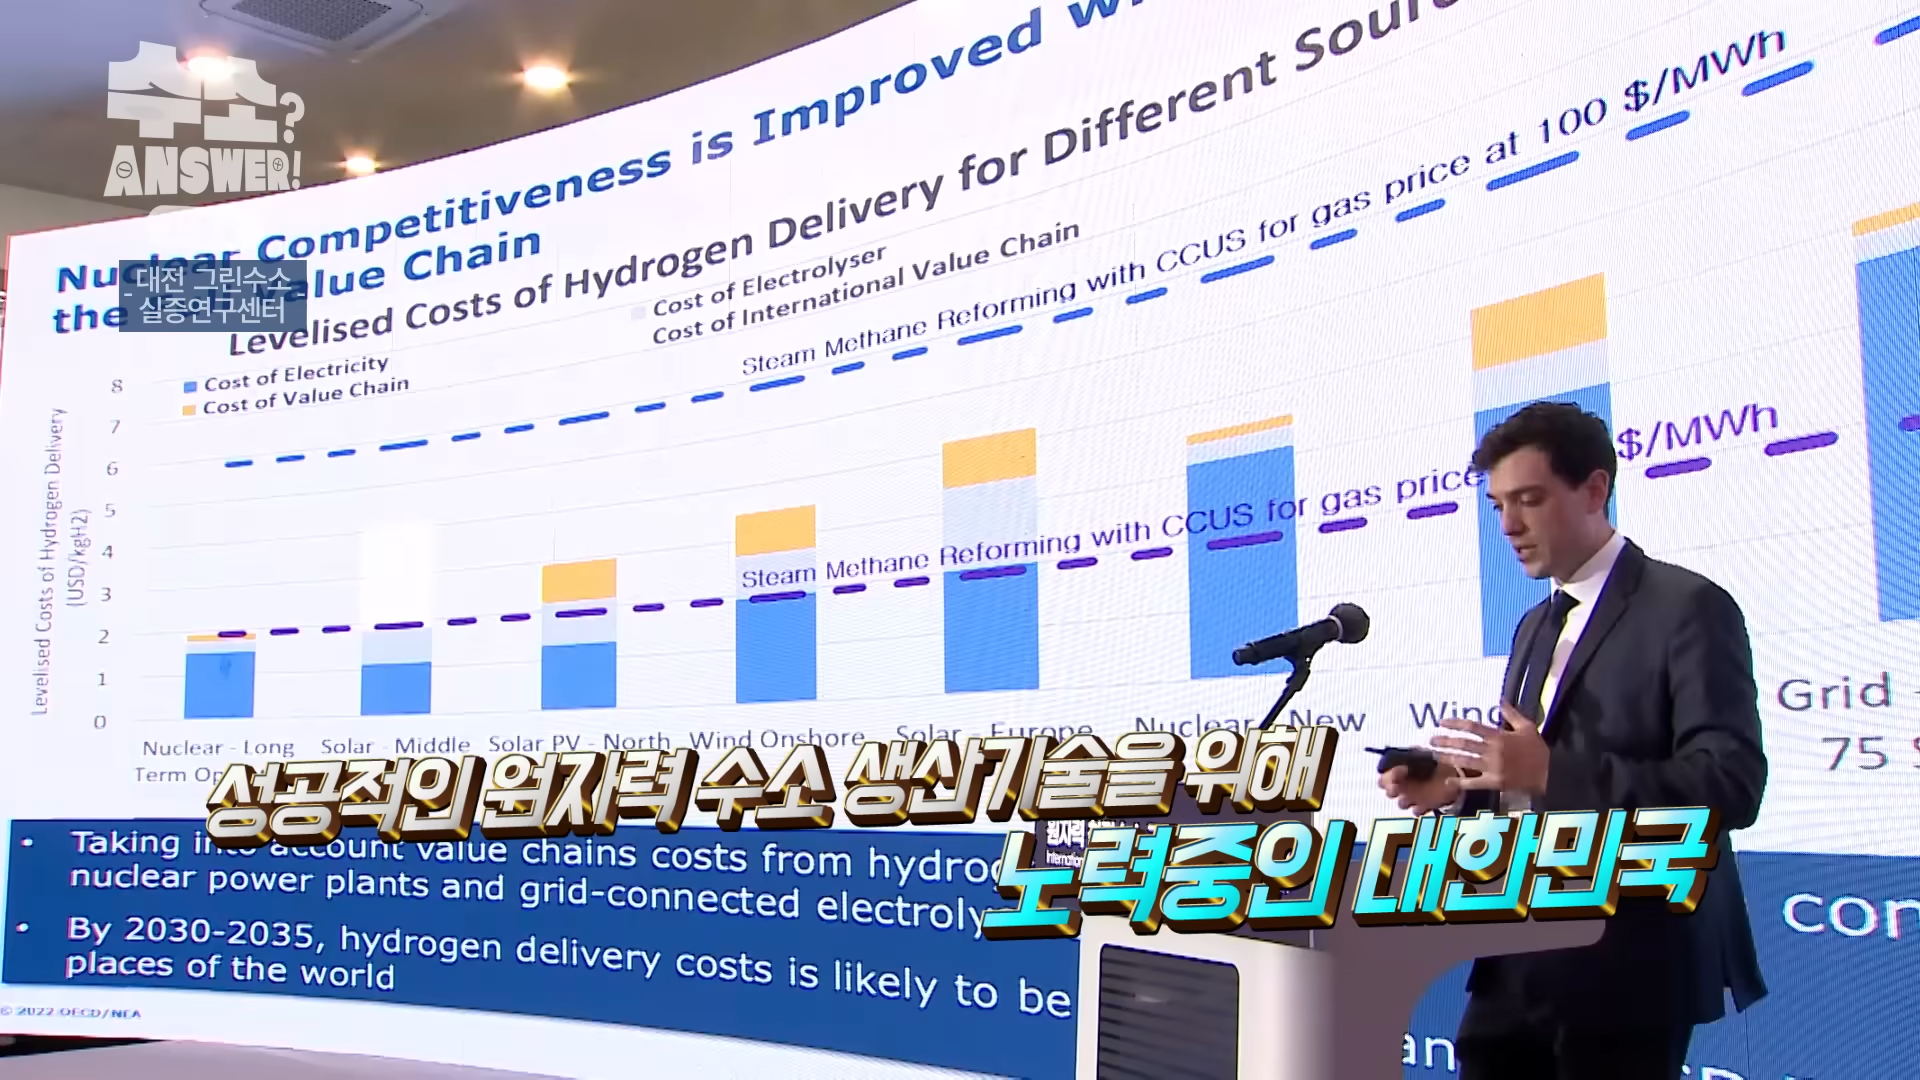 수소?
ANSWER!
대전 그린수소
실증연구센터
Nuclear Competitiveness is Improved
the Value Chain
Levelised Costs of Hydrogen Delivery for Different
Cost of Electricity
Cost of Value Chain
Cost of Electrolyser
Cost of International Value Chain
Steam Methane Reforming with CCUS for gas price at 100 $/MWh
Steam Methane Reforming with CCUS for gas price $/MWh
Levelised Costs of Hydrogen Delivery
(USD/kgH2)
8
7
6
5
4
3
2
1
0
Nuclear - Long
Term
Solar - Middle
Solar PV - North
Wind Onshore
Solar - Europe
Nuclear - New
Wind
Grid
75
성공적인 원자력 수소 생산기술을 위해
노력중인 대한민국
원자력
• Taking into account value chains costs from
nuclear power plants and grid-connected
• By 2030-2035, hydrogen delivery costs is likely to be
places of the world
© 2022 OECD/NEA